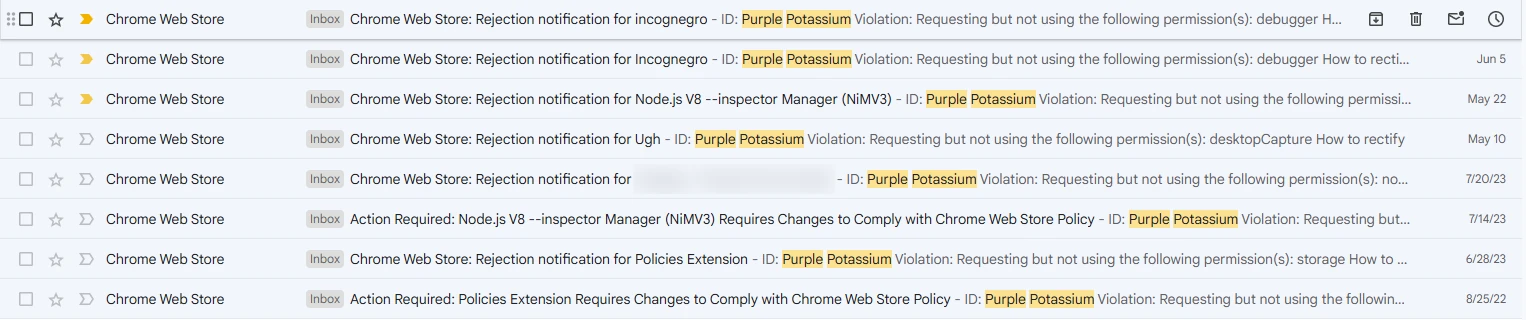 Chrome Web Store Inbox Chrome Web Store: Rejection notification for incognegro - ID: Purple Potassium Violation: Requesting but not using the following permission(s): debugger H...
Chrome Web Store Inbox Chrome Web Store: Rejection notification for Incognegro - ID: Purple Potassium Violation: Requesting but not using the following permission(s): debugger How to recti... Jun 5
Chrome Web Store Inbox Chrome Web Store: Rejection notification for Node.js V8 --inspector Manager (NiMV3) - ID: Purple Potassium Violation: Requesting but not using the following permissi... May 22
Chrome Web Store Inbox Chrome Web Store: Rejection notification for Ugh - ID: Purple Potassium Violation: Requesting but not using the following permission(s): desktopCapture How to rectify May 10
Chrome Web Store Inbox Chrome Web Store: Rejection notification for - ID: Purple Potassium Violation: Requesting but not using the following permission(s): no... 7/20/23
Chrome Web Store Inbox Action Required: Node.js V8 --inspector Manager (NiMV3) Requires Changes to Comply with Chrome Web Store Policy - ID: Purple Potassium Violation: Requesting but... 7/14/23
Chrome Web Store Inbox Chrome Web Store: Rejection notification for Policies Extension - ID: Purple Potassium Violation: Requesting but not using the following permission(s): storage How to ... 6/28/23
Chrome Web Store Inbox Action Required: Policies Extension Requires Changes to Comply with Chrome Web Store Policy - ID: Purple Potassium Violation: Requesting but not using the followin... 8/25/22